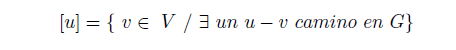 [u] = { v ∈ V / ∃ un u − v camino en G}